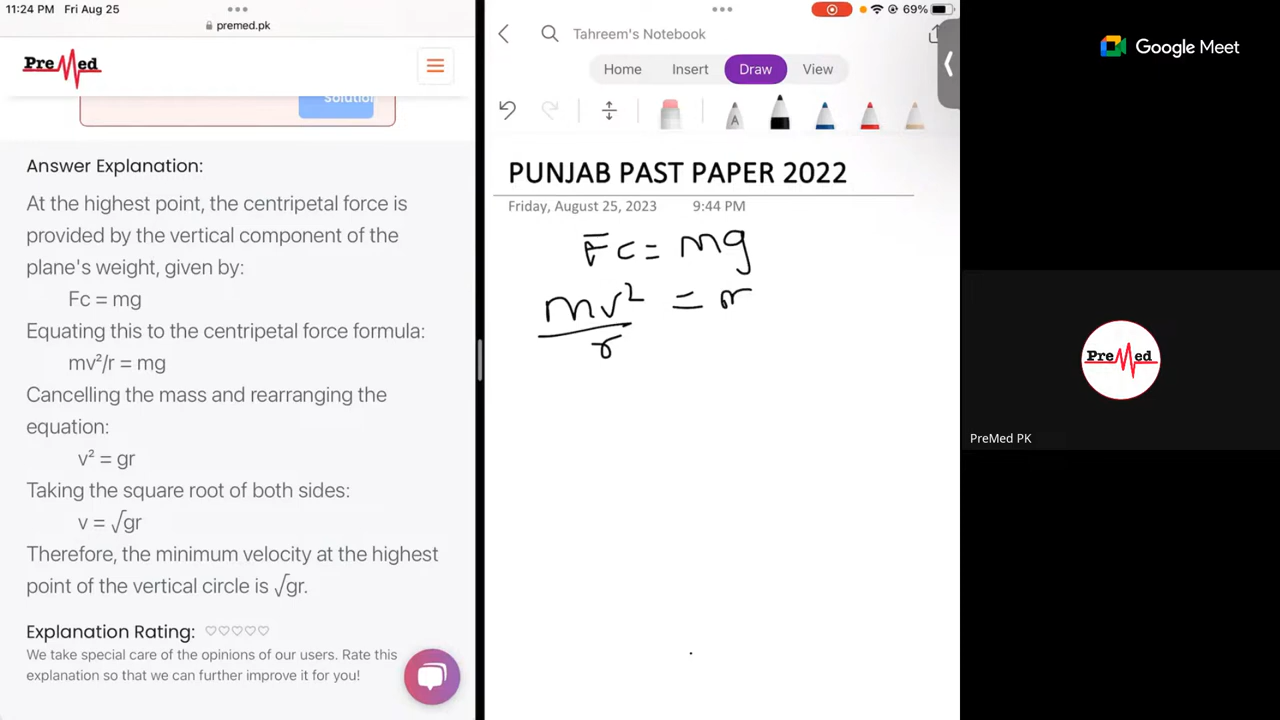 11:24 PM Fri Aug 25
premed.pk
PreMed
Solution
Answer Explanation:
At the highest point, the centripetal force is
provided by the vertical component of the
plane's weight, given by:
Fc = mg
Equating this to the centripetal force formula:
mv²/r = mg
Cancelling the mass and rearranging the
equation:
v² = gr
Taking the square root of both sides:
v = √gr
Therefore, the minimum velocity at the highest
point of the vertical circle is √gr.
Explanation Rating:
We take special care of the opinions of our users. Rate this
explanation so that we can further improve it for you!
69%
Tahreem's Notebook
Home Insert Draw View
A
PUNJAB PAST PAPER 2022
Friday, August 25, 2023 9:44 PM
Fc = mg
mv² = m
r
Google Meet
PreMed
PreMed PK